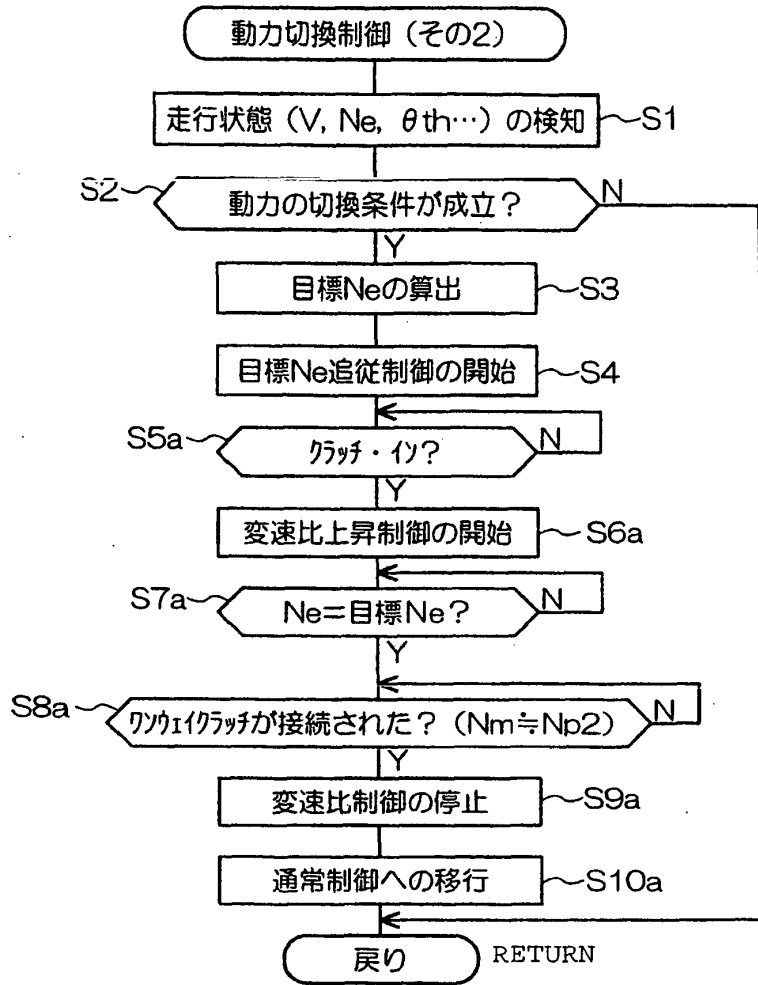 動力切換制御（その2）
走行状態（V, Ne, θth…）の検知
S1
S2
動力の切換条件が成立？
N
Y
目標Neの算出
S3
目標Ne追従制御の開始
S4
S5a
ｸﾗｯﾁ・ｲﾝ？
N
Y
変速比上昇制御の開始
S6a
S7a
Ne＝目標Ne？
N
Y
S8a
ﾜﾝｳｪｲｸﾗｯﾁが接続された？（Nm≒Np2）
N
Y
変速比制御の停止
S9a
通常制御への移行
S10a
戻り
RETURN